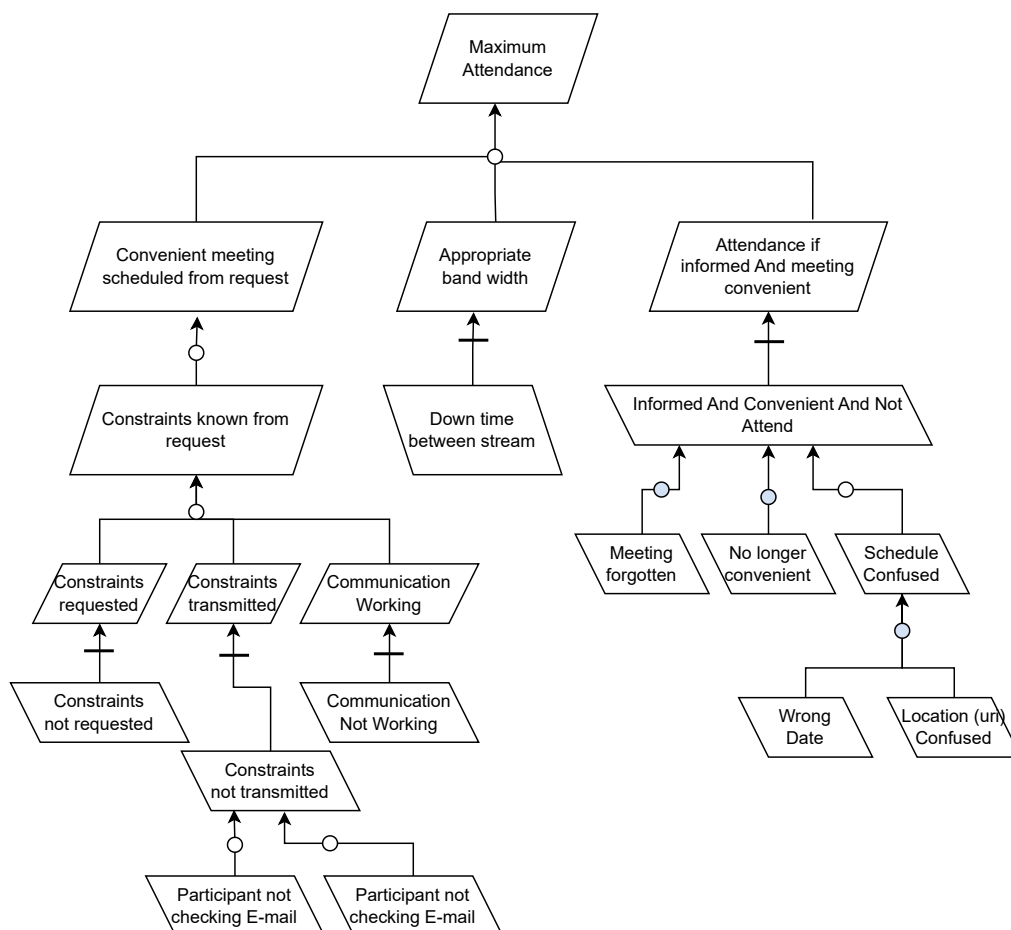 Maximum
Attendance
Convenient meeting
scheduled from request
Appropriate
band width
Attendance if
informed And meeting
convenient
Constraints known from
request
Down time
between stream
Informed And Convenient And Not
Attend
Meeting
forgotten
No longer
convenient
Schedule
Confused
Constraints
requested
Constraints
transmitted
Communication
Working
Constraints
not requested
Communication
Not Working
Wrong
Date
Location (url)
Confused
Constraints
not transmitted
Participant not
checking E-mail
Participant not
checking E-mail